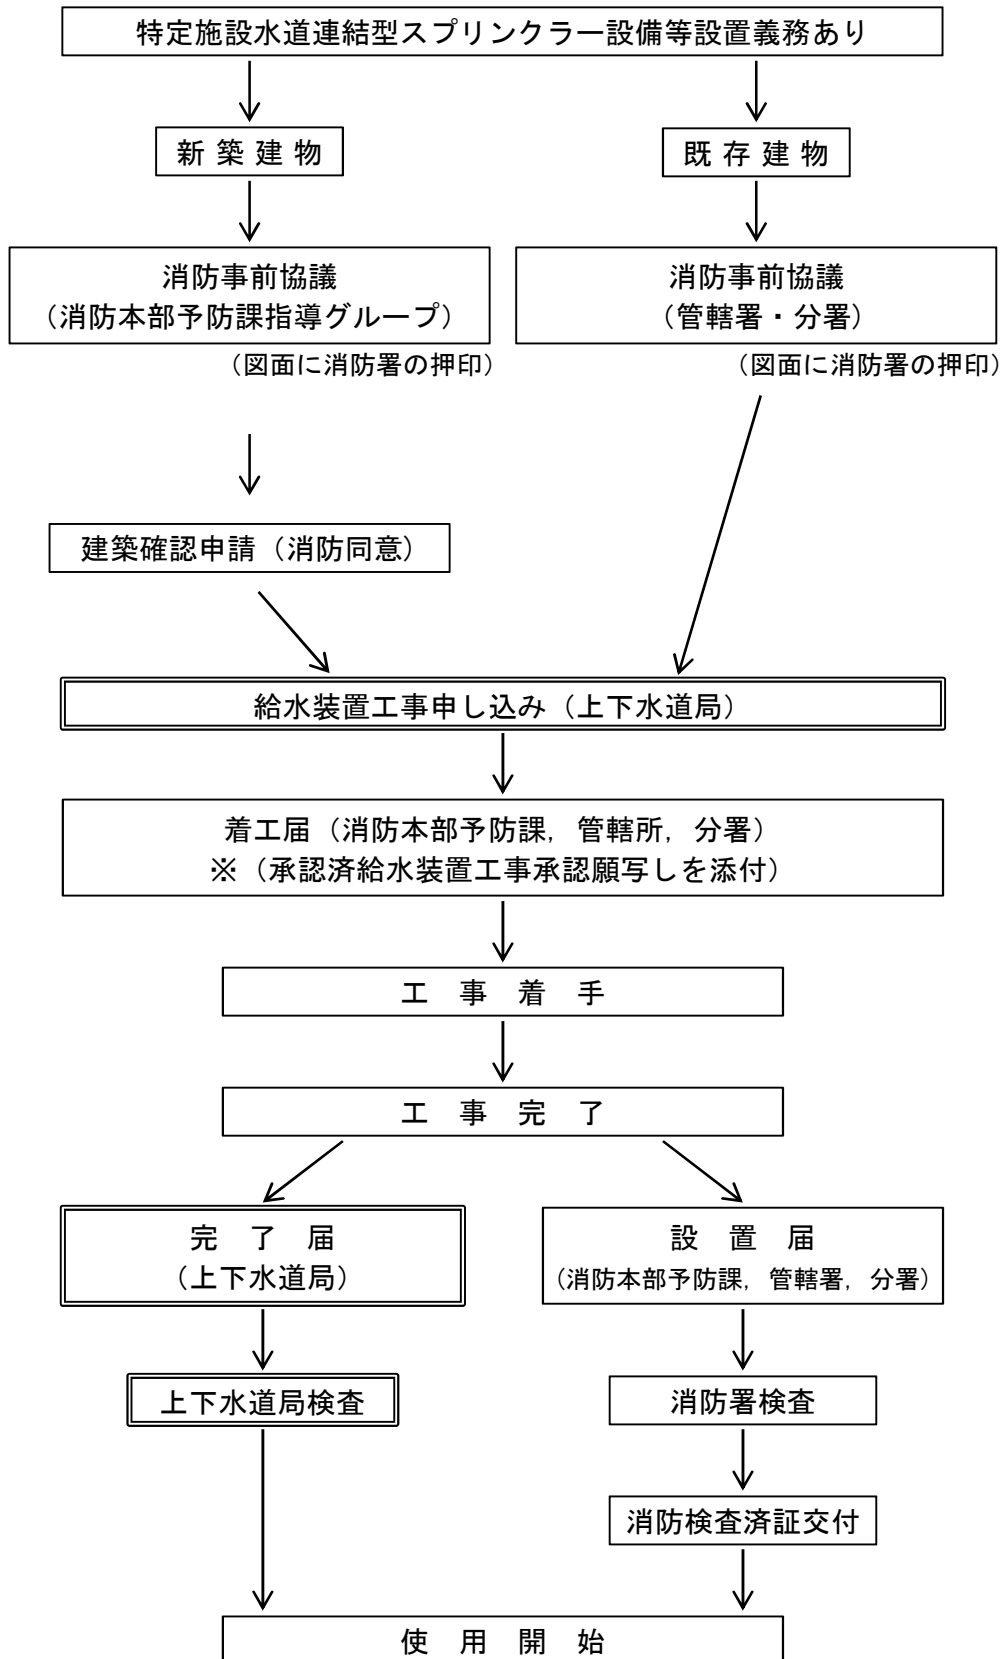 特定施設水道連結型スプリンクラー設備等設置義務あり
新築建物
既存建物
消防事前協議
（消防本部予防課指導グループ）
消防事前協議
（管轄署・分署）
（図面に消防署の押印）
（図面に消防署の押印）
建築確認申請（消防同意）
給水装置工事申し込み（上下水道局）
着工届（消防本部予防課，管轄所，分署）
※（承認済給水装置工事承認願写しを添付）
工　事　着　手
工　事　完　了
完　了　届
（上下水道局）
設　置　届
（消防本部予防課，管轄署，分署）
上下水道局検査
消防署検査
消防検査済証交付
使　用　開　始